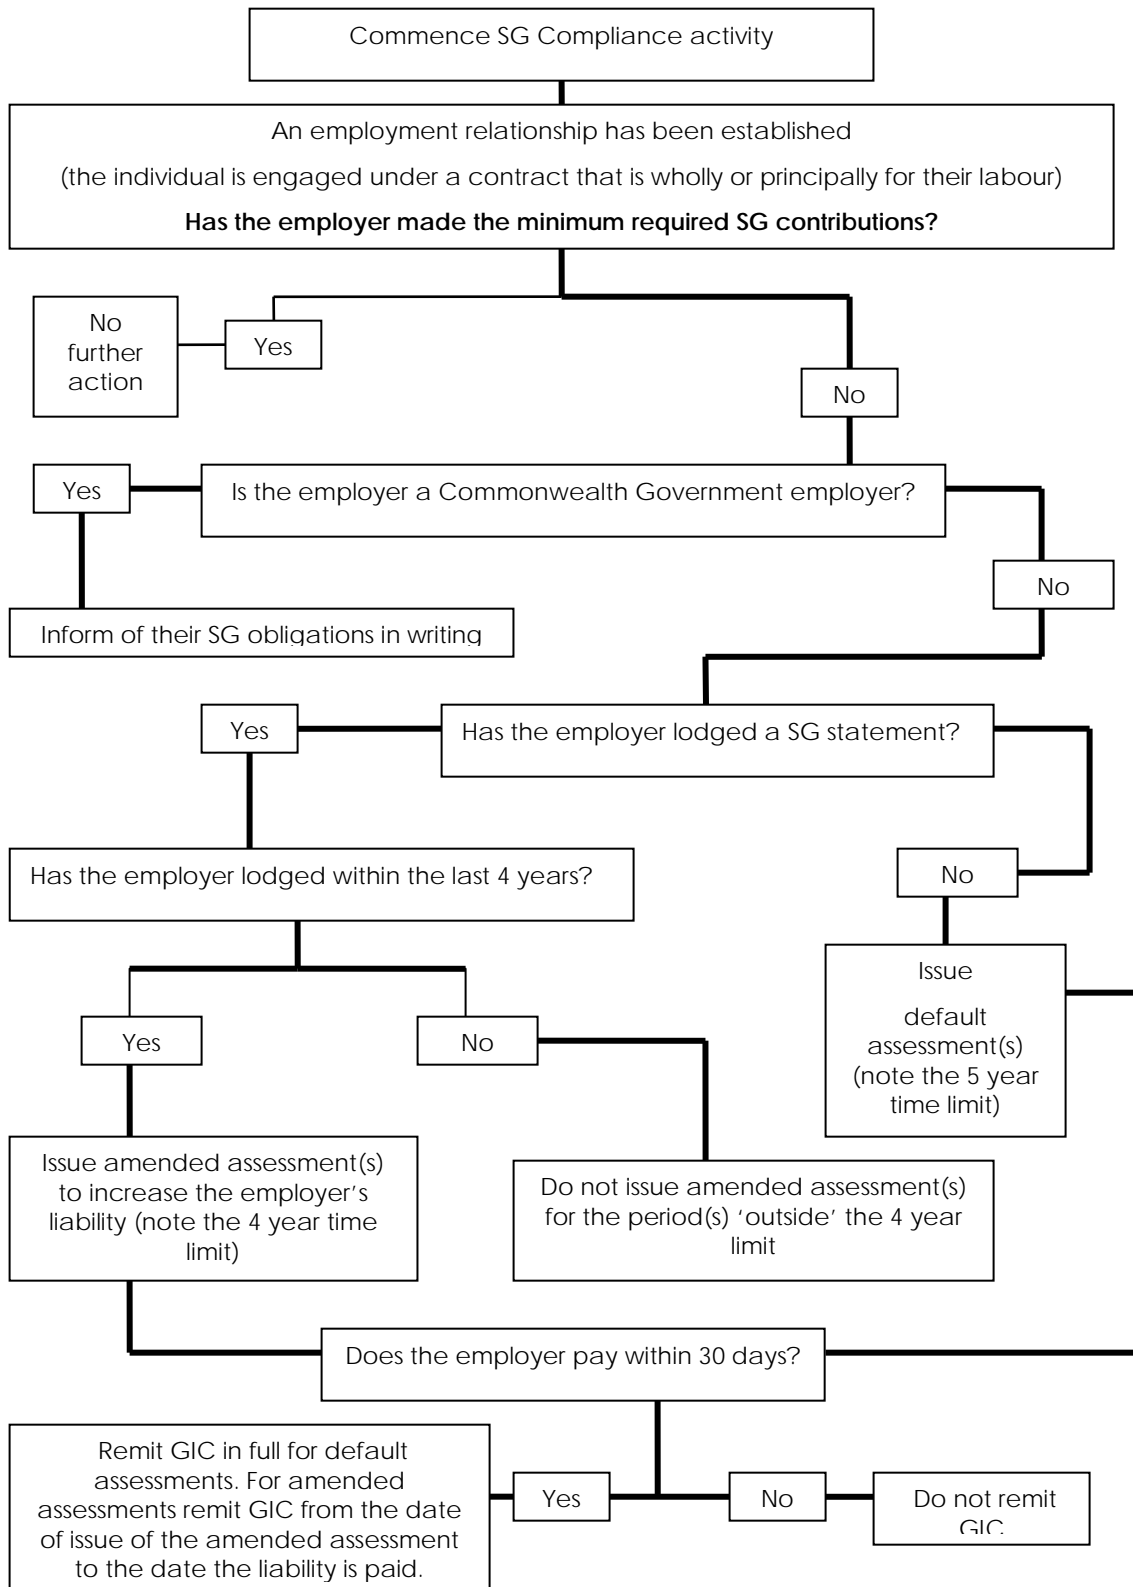 Commence SG Compliance activity
An employment relationship has been established
(the individual is engaged under a contract that is wholly or principally for their labour)
Has the employer made the minimum required SG contributions?
No
further
action
Yes
No
Yes
Is the employer a Commonwealth Government employer?
No
Inform of their SG obligations in writing
Yes
Has the employer lodged a SG statement?
Has the employer lodged within the last 4 years?
No
Issue
default
assessment(s)
(note the 5 year
time limit)
Yes
No
Issue amended assessment(s)
to increase the employer's
liability (note the 4 year time
limit)
Do not issue amended assessment(s)
for the period(s) 'outside' the 4 year
limit
Does the employer pay within 30 days?
Remit GIC in full for default
assessments. For amended
assessments remit GIC from the date
of issue of the amended assessment
to the date the liability is paid.
Yes
No
Do not remit
GIC